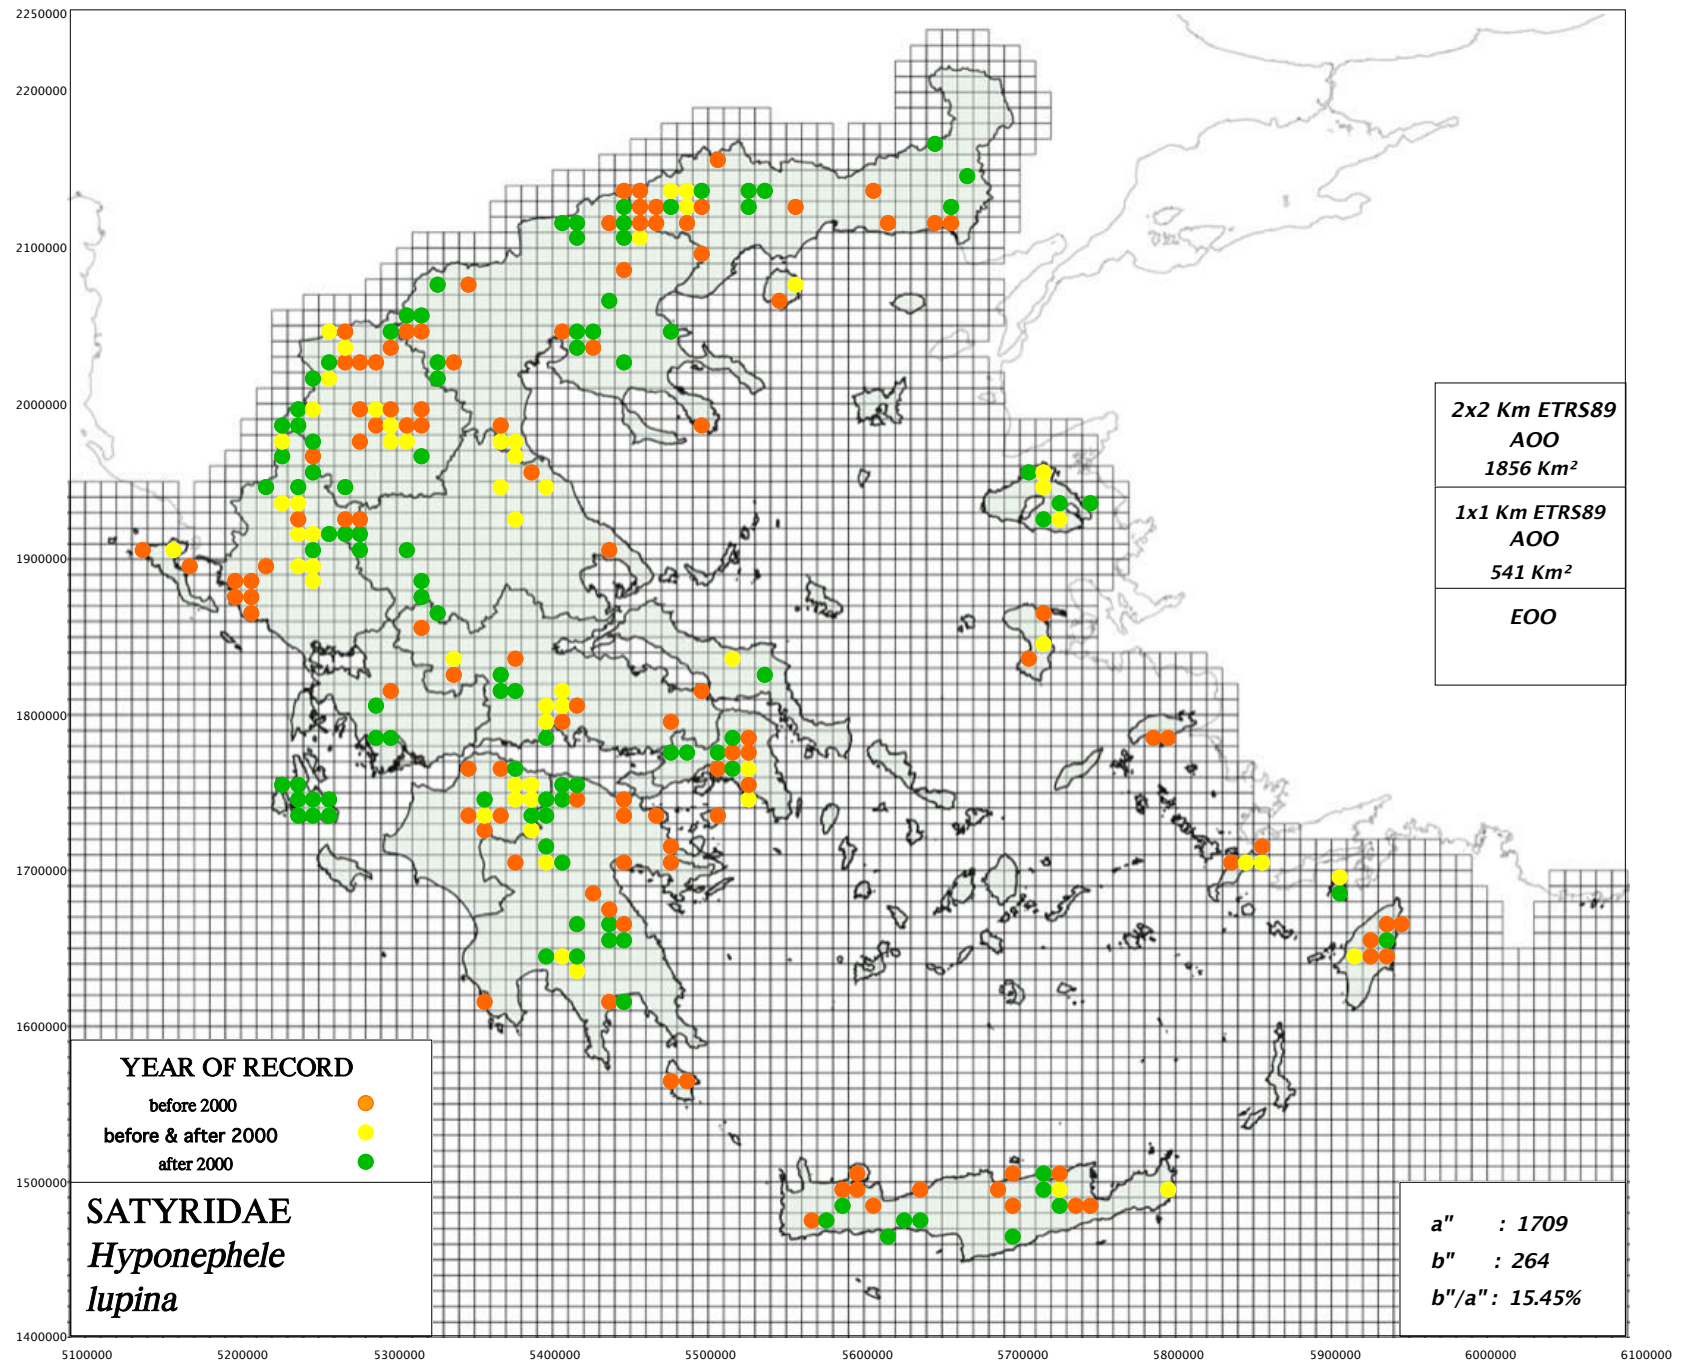 2250000
2200000
2100000
2000000
1900000
1800000
1700000
1600000
1500000
1400000
2x2 Km ETRS89
AOO
1856 Km²
1x1 Km ETRS89
AOO
541 Km²
EOO
YEAR OF RECORD
before 2000
before & after 2000
after 2000
SATYRIDAE
Hyponephele
lupina
a" : 1709
b" : 264
b"/a" : 15.45%
5100000 5200000 5300000 5400000 5500000 5600000 5700000 5800000 5900000 6000000 6100000